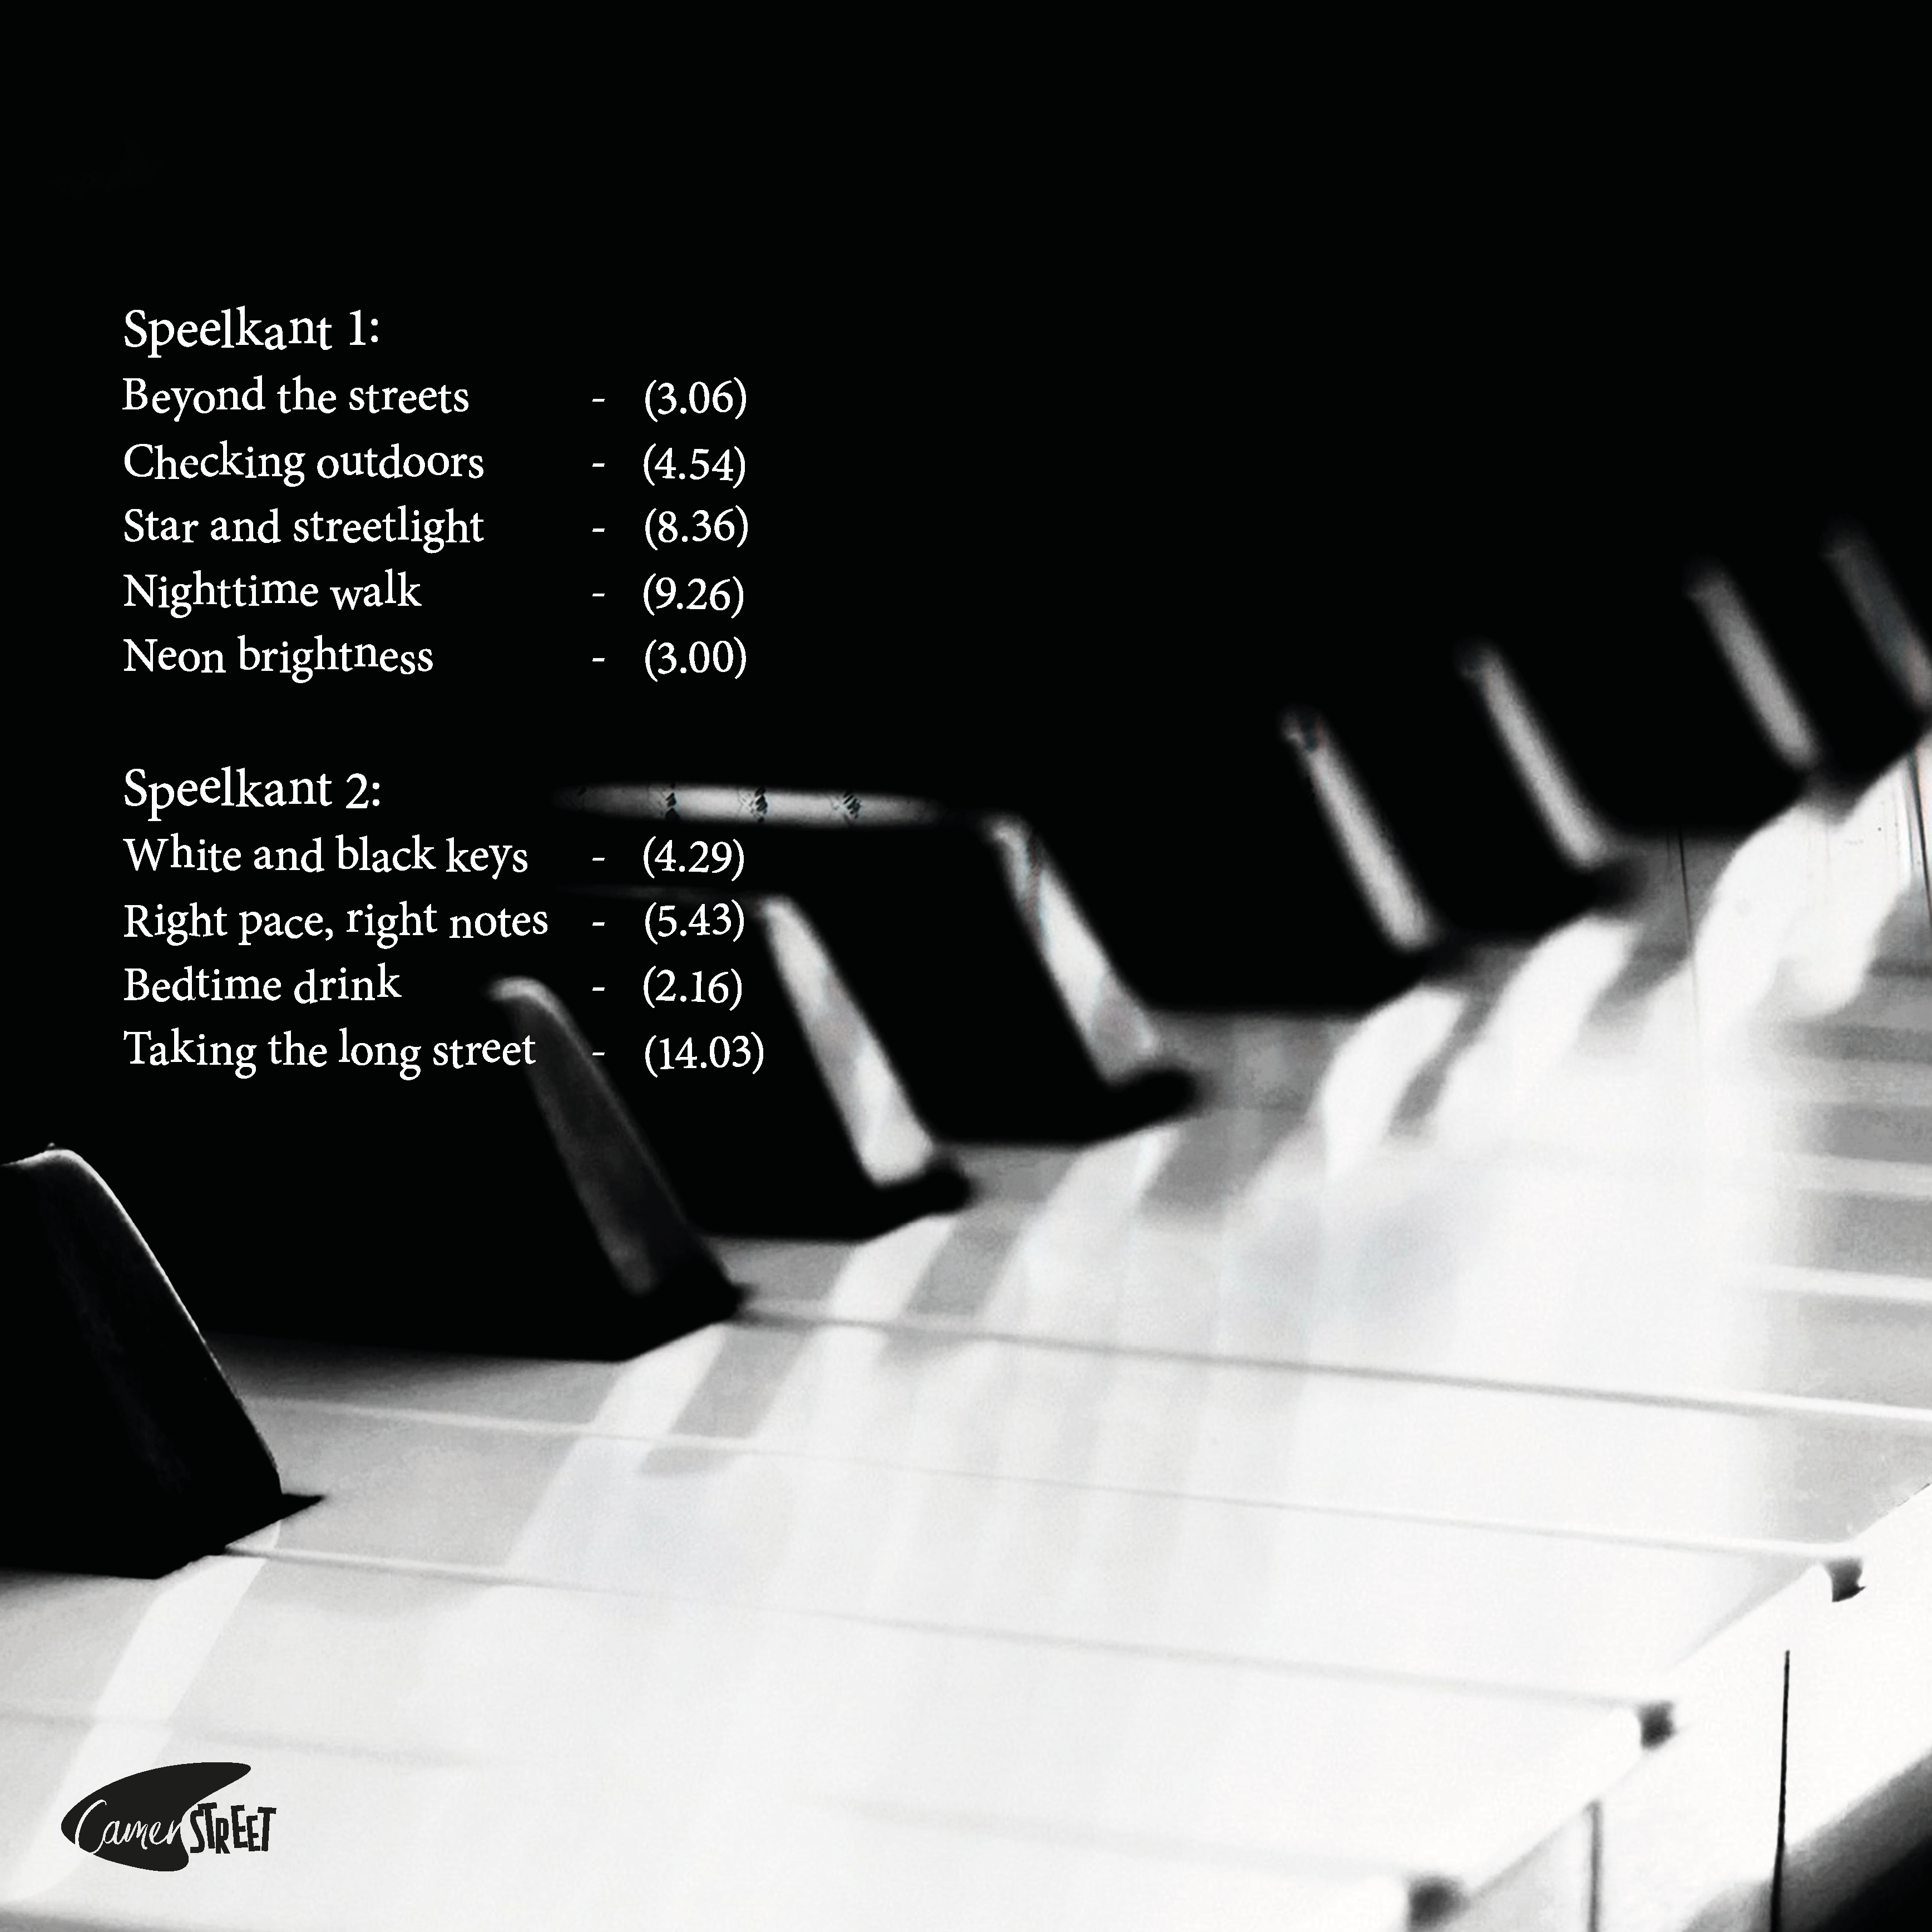 Speelkant 1:
Beyond the streets - (3.06)
Checking outdoors - (4.54)
Star and streetlight - (8.36)
Nighttime walk - (9.26)
Neon brightness - (3.00)
Speelkant 2:
White and black keys - (4.29)
Right pace, right notes - (5.43)
Bedtime drink - (2.16)
Taking the long street - (14.03)
Camen STREET